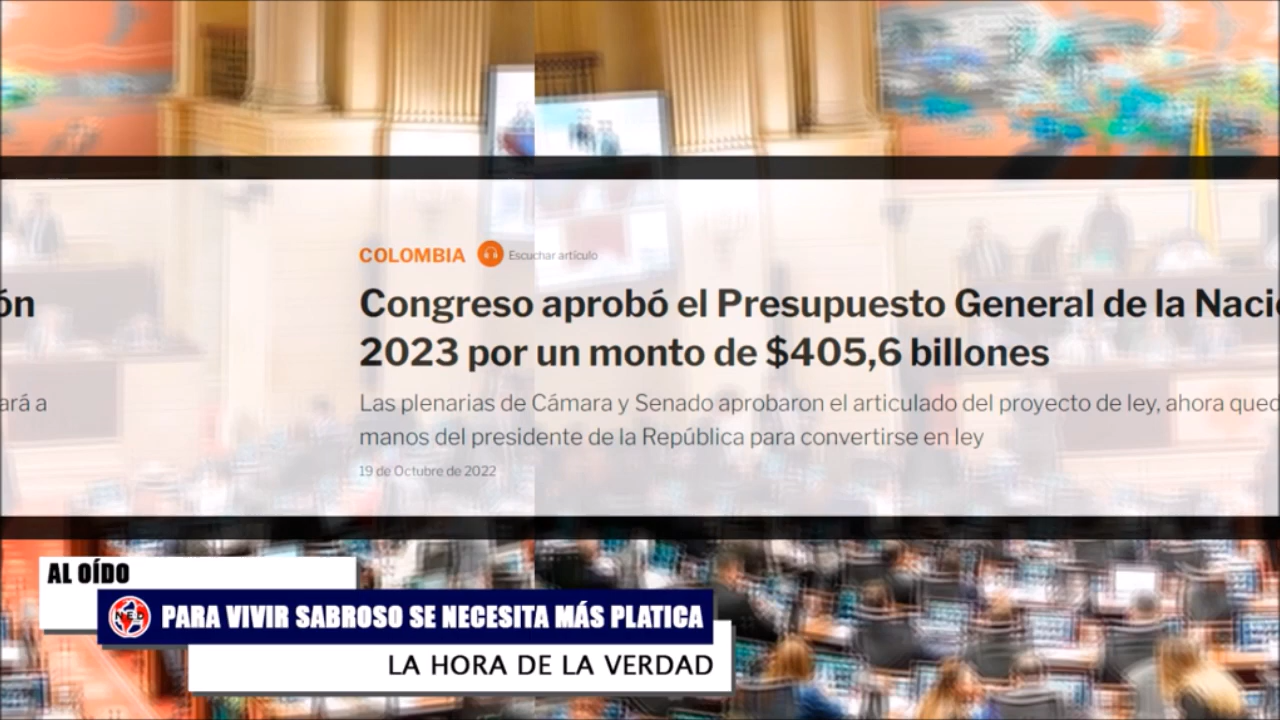 COLOMBIA Escuchar artículo
ón
Congreso aprobó el Presupuesto General de la Naci
2023 por un monto de $405,6 billones
ará a
Las plenarias de Cámara y Senado aprobaron el articulado del proyecto de ley, ahora que
manos del presidente de la República para convertirse en ley
19 de Octubre de 2022
AL OÍDO
PARA VIVIR SABROSO SE NECESITA MÁS PLATICA
LA HORA DE LA VERDAD